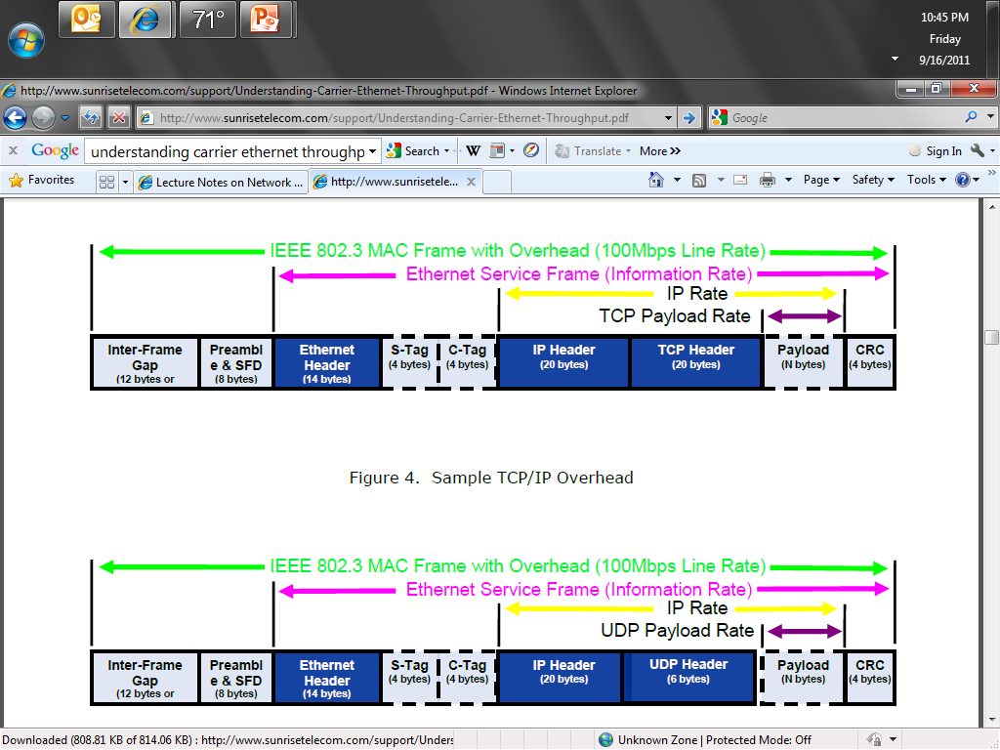 71°
10:45 PM
Friday
9/16/2011
http://www.sunrisetelecom.com/support/Understanding-Carrier-Ethernet-Throughput.pdf - Windows Internet Explorer
http://www.sunrisetelecom.com/support/Understanding-Carrier-Ethernet-Throughput.pdf
Google
x Google understanding carrier ethernet throughp Search W Translate More >> Sign In
Favorites Lecture Notes on Network ... http://www.sunrisetele... Page Safety Tools
IEEE 802.3 MAC Frame with Overhead (100Mbps Line Rate)
Ethernet Service Frame (Information Rate)
IP Rate
TCP Payload Rate
Inter-Frame Gap (12 bytes or
Preambl e & SFD (8 bytes)
Ethernet Header (14 bytes)
S-Tag (4 bytes)
C-Tag (4 bytes)
IP Header (20 bytes)
TCP Header (20 bytes)
Payload (N bytes)
CRC (4 bytes)
Figure 4. Sample TCP/IP Overhead
IEEE 802.3 MAC Frame with Overhead (100Mbps Line Rate)
Ethernet Service Frame (Information Rate)
IP Rate
UDP Payload Rate
Inter-Frame Gap (12 bytes or
Preambl e & SFD (8 bytes)
Ethernet Header (14 bytes)
S-Tag (4 bytes)
C-Tag (4 bytes)
IP Header (20 bytes)
UDP Header (6 bytes)
Payload (N bytes)
CRC (4 bytes)
Downloaded (808.81 KB of 814.06 KB) : http://www.sunrisetelecom.com/support/Unders
Unknown Zone | Protected Mode: Off